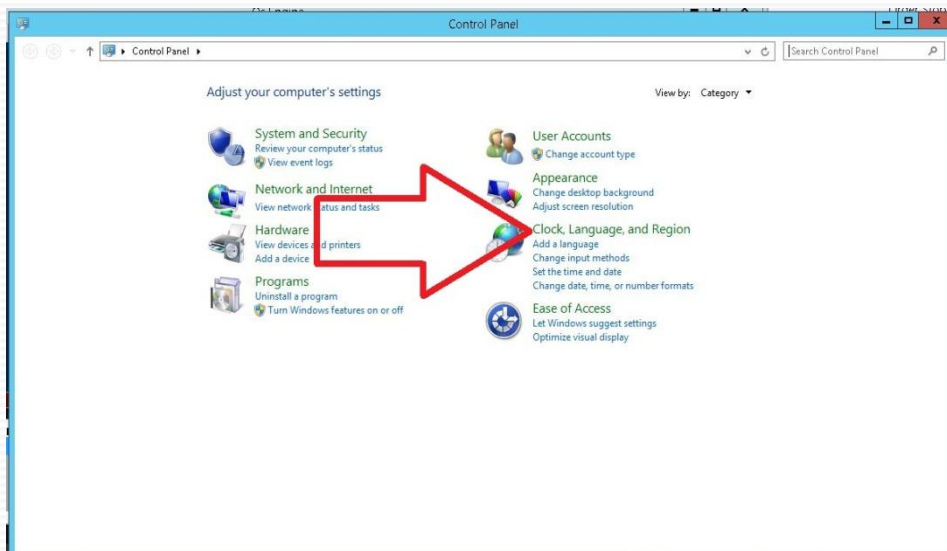 Control Panel
Control Panel
Search Control Panel
Adjust your computer's settings
View by: Category
System and Security
Review your computer's status
View event logs
Network and Internet
View network status and tasks
Hardware
View devices and printers
Add a device
Programs
Uninstall a program
Turn Windows features on or off
User Accounts
Change account type
Appearance
Change desktop background
Adjust screen resolution
Clock, Language, and Region
Add a language
Change input methods
Set the time and date
Change date, time, or number formats
Ease of Access
Let Windows suggest settings
Optimize visual display